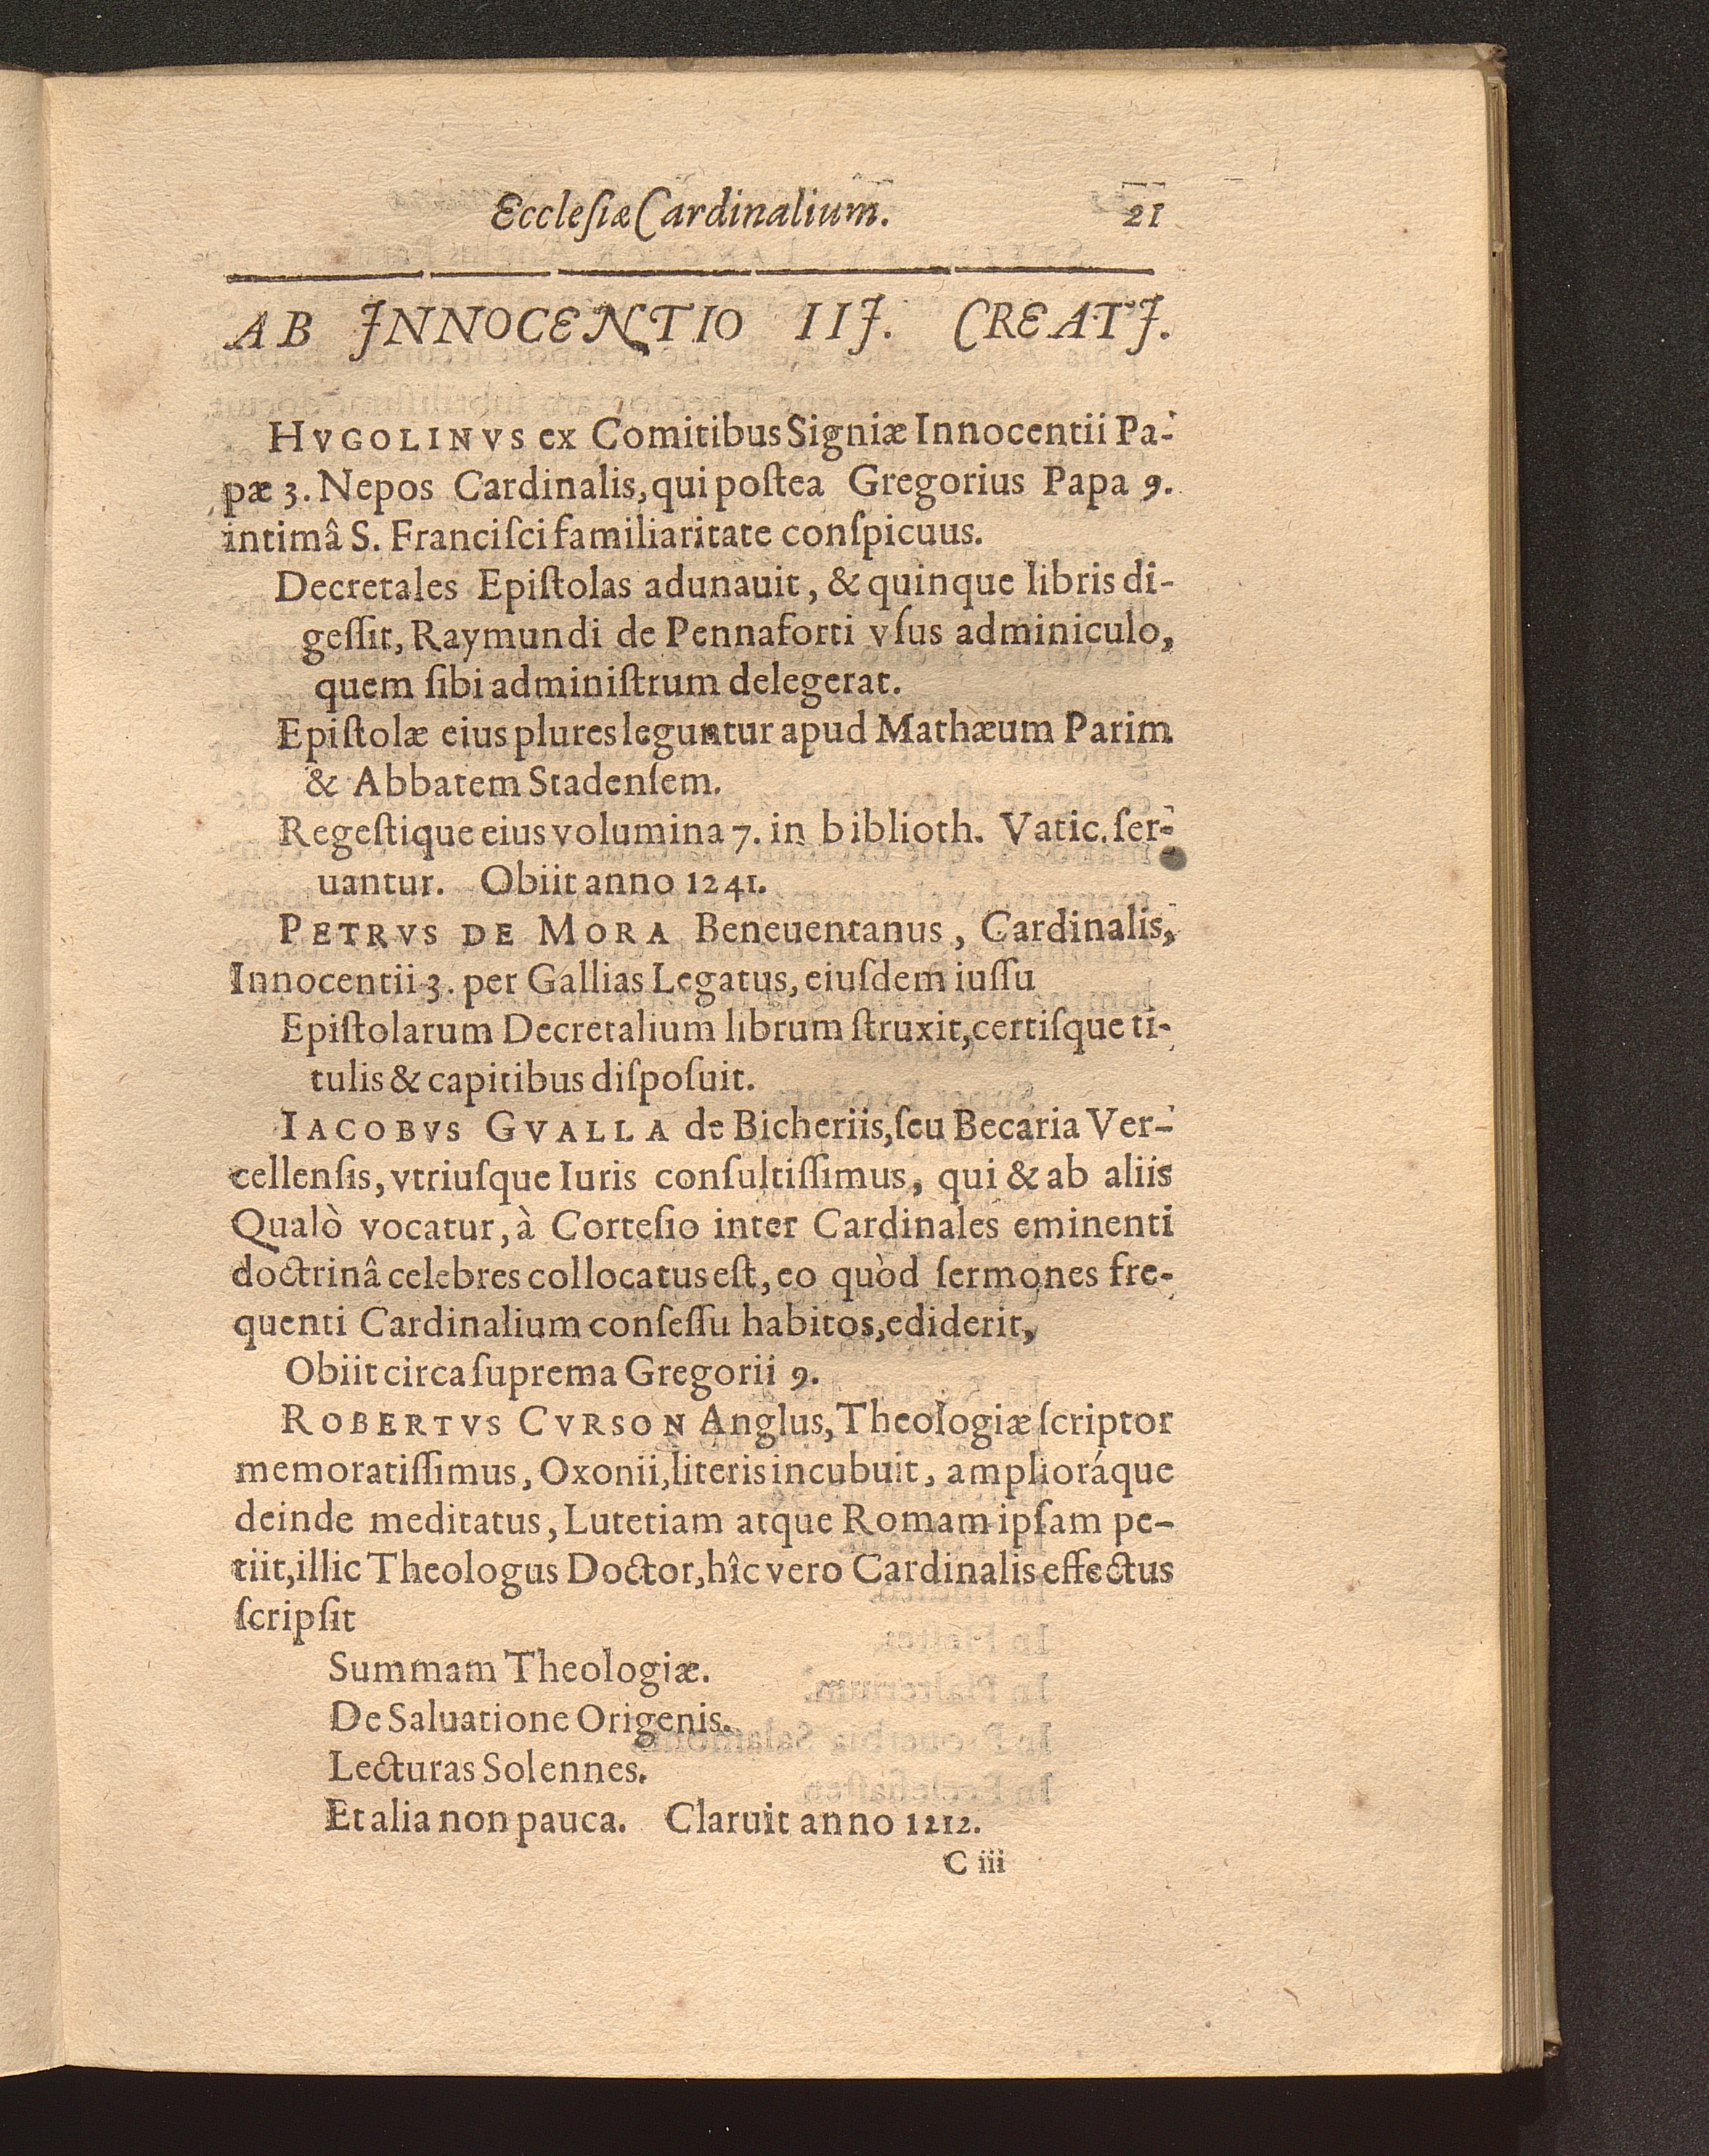 Eccleſiæ Cardinalium. 21
AB INNOCENTIO III. CREATI.
HVGOLINVS ex Comitibus Signiæ Innocentii Pa-
pæ 3. Nepos Cardinalis, qui poſtea Gregorius Papa 9.
intimâ S. Franciſci familiaritate conſpicuus.
Decretales Epiſtolas adunauit, & quinque libris di-
geſſit, Raymundi de Pennaforti vſus adminiculo,
quem ſibi adminiſtrum delegerat.
Epiſtolæ eius plures leguntur apud Mathæum Parim
& Abbatem Stadenſem.
Regeſtique eius volumina 7. in biblioth. Vatic. ſer-
uantur. Obiit anno 1241.
PETRVS DE MORA Beneuentanus, Cardinalis,
Innocentii 3. per Gallias Legatus, eiuſdem iuſſu
Epiſtolarum Decretalium librum ſtruxit, certiſque ti-
tulis & capitibus diſpoſuit.
IACOBVS GVALLA de Bicheriis, ſeu Becaria Ver-
cellenſis, vtriuſque Iuris conſultiſſimus, qui & ab aliis
Qualò vocatur, à Corteſio inter Cardinales eminenti
doctrinâ celebres collocatus eſt, eo quòd ſermones fre-
quenti Cardinalium conſeſſu habitos, ediderit,
Obiit circa ſuprema Gregorii 9.
ROBERTVS CVRSON Anglus, Theologiæ ſcriptor
memoratiſſimus, Oxonii, literis incubuit, amplioráque
deinde meditatus, Lutetiam atque Romam ipſam pe-
tiit, illic Theologus Doctor, hîc vero Cardinalis effectus
ſcripſit
Summam Theologiæ.
De Saluatione Origenis.
Lecturas Solennes.
Et alia non pauca. Claruit anno 1212.
C iii